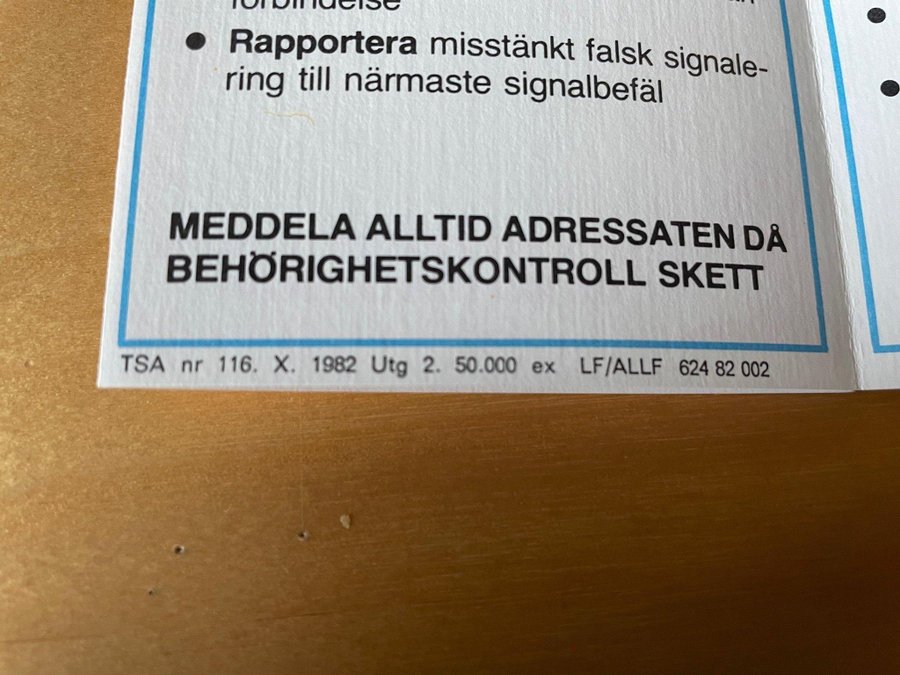 förbindelse
● Rapportera misstänkt falsk signale-
ring till närmaste signalbefäl
MEDDELA ALLTID ADRESSATEN DÅ
BEHÖRIGHETSKONTROLL SKETT
TSA nr 116. X. 1982 Utg 2. 50.000 ex LF/ALLF 624 82 002